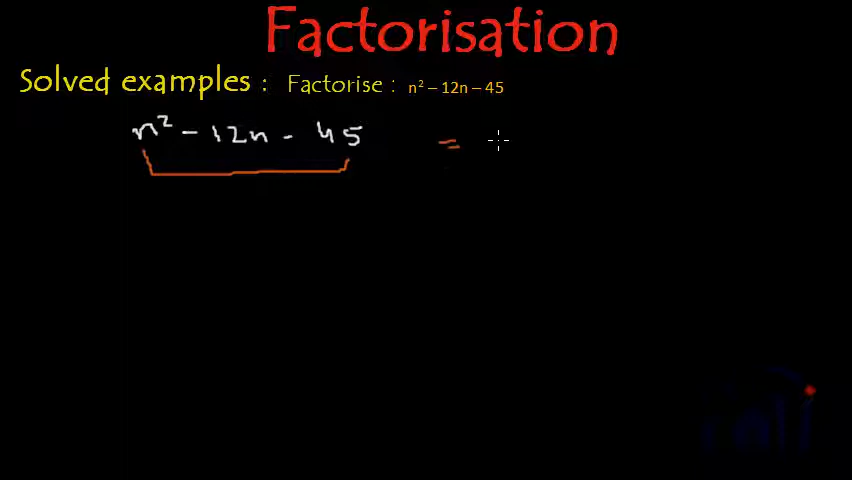 Factorisation
Solved examples : Factorise : n² – 12n – 45
n² - 12n - 45 =